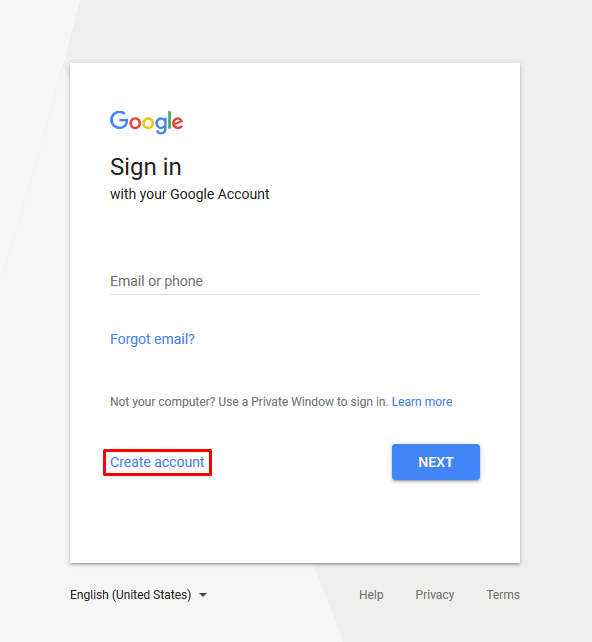 Google
Sign in
with your Google Account
Email or phone
Forgot email?
Not your computer? Use a Private Window to sign in. Learn more
Create account NEXT
English (United States) Help Privacy Terms